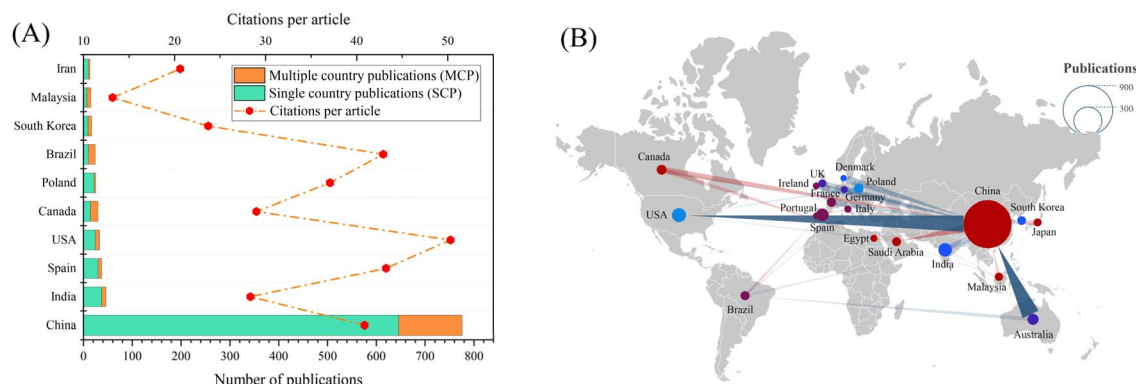 (A)
Citations per article
10 20 30 40 50
Iran
Malaysia
South Korea
Brazil
Poland
Canada
USA
Spain
India
China
Multiple country publications (MCP)
Single country publications (SCP)
Citations per article
0 100 200 300 400 500 600 700 800
Number of publications
(B)
Publications
900
300
Canada
USA
Brazil
Denmark
UK
Poland
Ireland
France
Germany
Portugal
Italy
Spain
Egypt
Saudi Arabia
China
South Korea
Japan
India
Malaysia
Australia